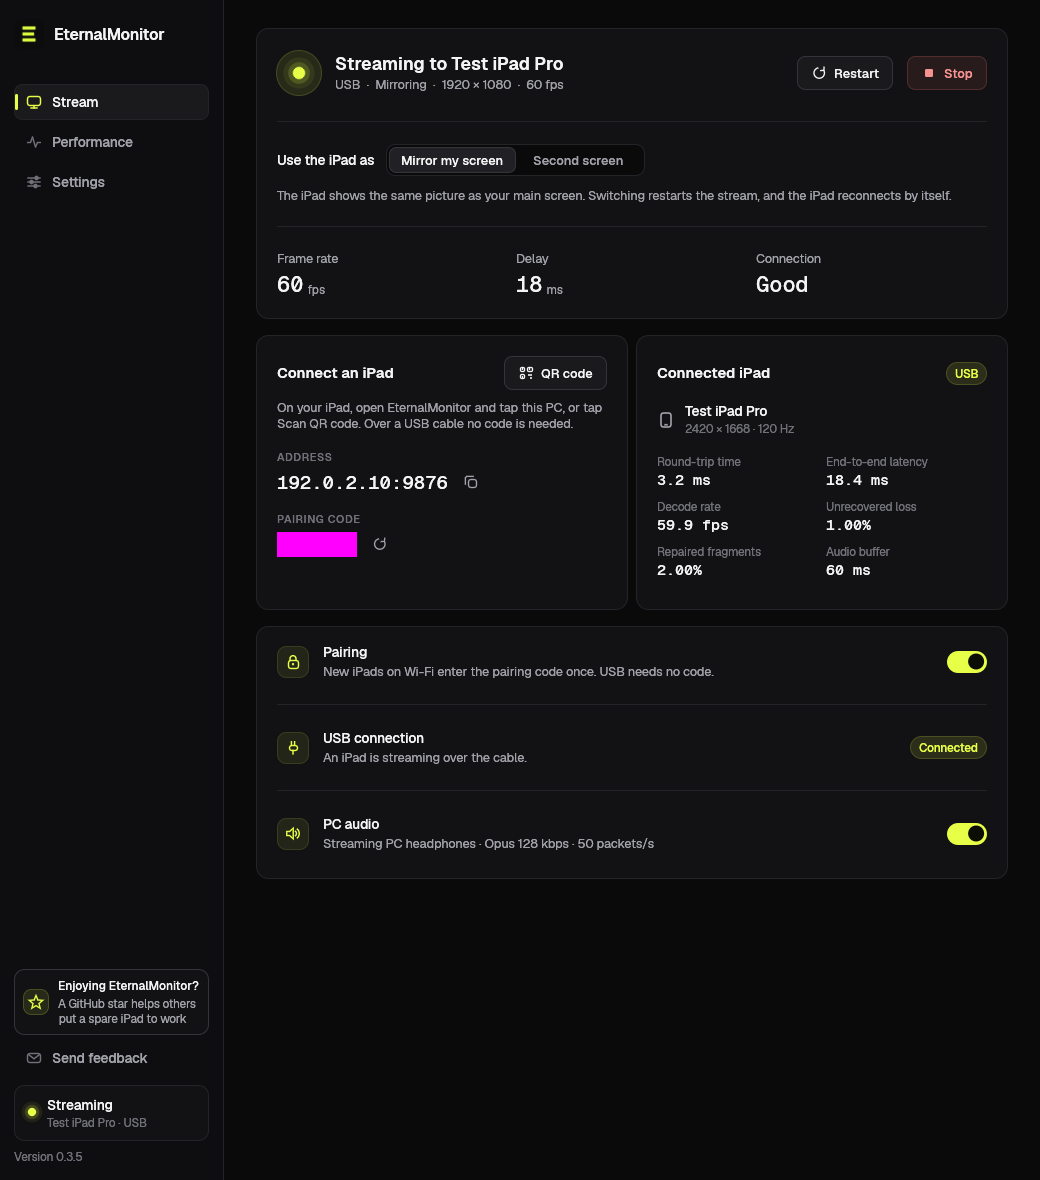 EternalMonitor
Stream
Performance
Settings
Streaming to Test iPad Pro
USB · Mirroring · 1920 × 1080 · 60 fps
Restart
Stop
Use the iPad as
Mirror my screen
Second screen
The iPad shows the same picture as your main screen. Switching restarts the stream, and the iPad reconnects by itself.
Frame rate
60 fps
Delay
18 ms
Connection
Good
Connect an iPad
QR code
On your iPad, open EternalMonitor and tap this PC, or tap
Scan QR code. Over a USB cable no code is needed.
ADDRESS
192.0.2.10:9876
PAIRING CODE
Connected iPad
USB
Test iPad Pro
2420 × 1668 · 120 Hz
Round-trip time
3.2 ms
End-to-end latency
18.4 ms
Decode rate
59.9 fps
Unrecovered loss
1.00%
Repaired fragments
2.00%
Audio buffer
60 ms
Pairing
New iPads on Wi-Fi enter the pairing code once. USB needs no code.
USB connection
An iPad is streaming over the cable.
Connected
PC audio
Streaming PC headphones · Opus 128 kbps · 50 packets/s
Enjoying EternalMonitor?
A GitHub star helps others
put a spare iPad to work
Send feedback
Streaming
Test iPad Pro · USB
Version 0.3.5